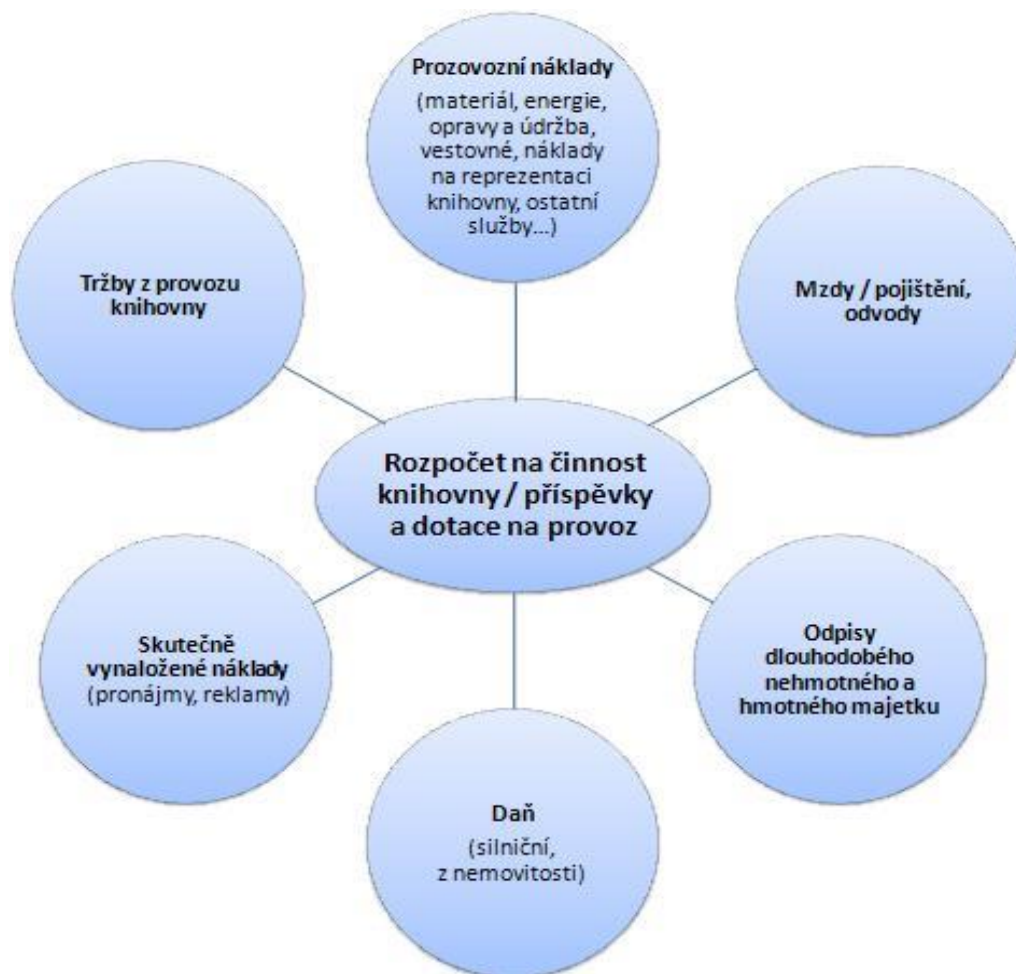 Prozovozní náklady
(materiál, energie,
opravy a údržba,
vestovné, náklady
na reprezentaci
knihovny, ostatní
služby...)
Tržby z provozu
knihovny
Mzdy / pojištění,
odvody
Rozpočet na činnost
knihovny / příspěvky
a dotace na provoz
Skutečně
vynaložené náklady
(pronájmy, reklamy)
Odpisy
dlouhodobého
nehmotného a
hmotného majetku
Daň
(silniční,
z nemovitosti)